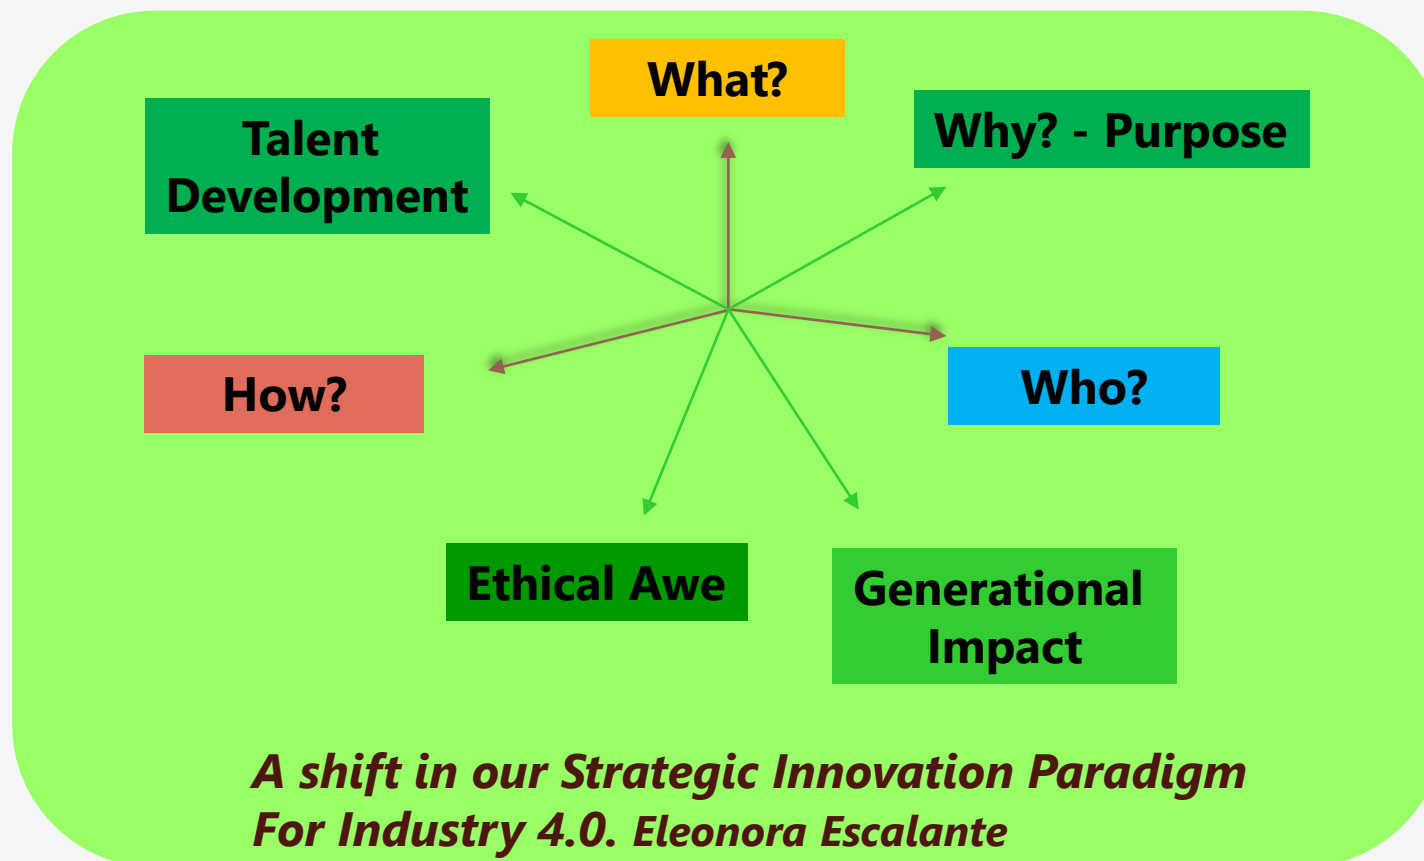 What?
Talent
Development
Why? - Purpose
How?
Who?
Ethical Awe
Generational
Impact
A shift in our Strategic Innovation Paradigm
For Industry 4.0. Eleonora Escalante